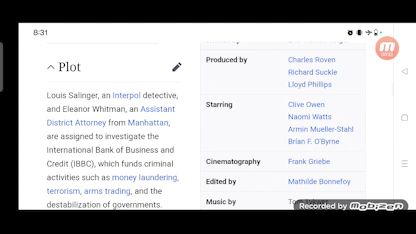 8:31
Plot
Louis Salinger, an Interpol detective,
and Eleanor Whitman, an Assistant
District Attorney from Manhattan,
are assigned to investigate the
International Bank of Business and
Credit (IBBC), which funds criminal
activities such as money laundering,
terrorism, arms trading, and the
destabilization of governments.
Produced by
Charles Roven
Richard Suckle
Lloyd Phillips
Starring
Clive Owen
Naomi Watts
Armin Mueller-Stahl
Brian F. O'Byrne
Cinematography
Frank Griebe
Edited by
Mathilde Bonnefoy
Music by
Recorded by mobizen